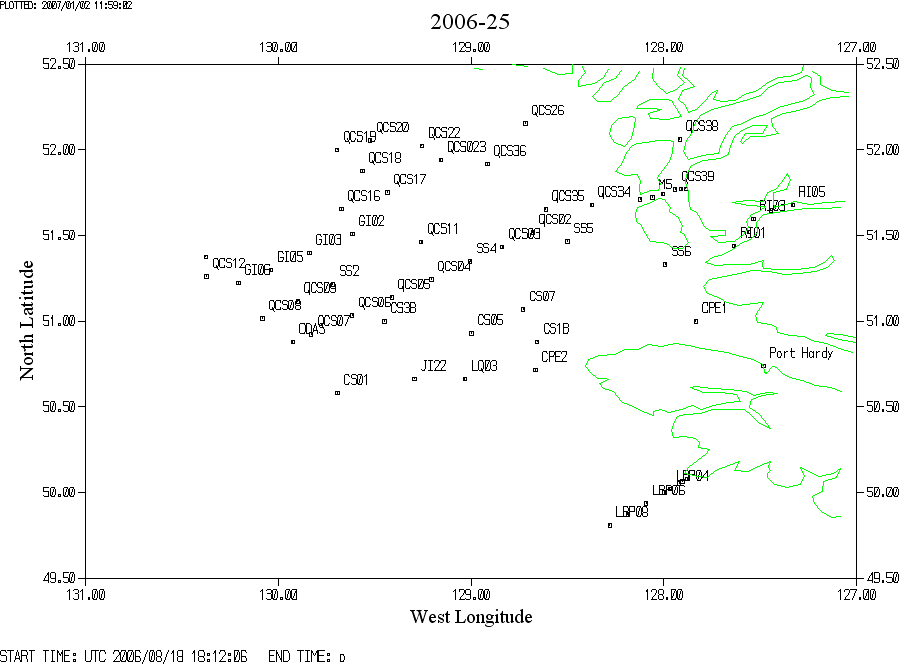 PLOTTED: 2007/01/02 11:59:02
2006-25
131.00 130.00 129.00 128.00 127.00
52.50 52.50
QCS26
QCS19 QCS20 QCS22 QCS38
52.00 QCS023 QCS36 52.00
QCS18
QCS17 M5 QCS39
QCS16 QCS35 QCS34 RI05
GI02 QCS02 RI03
51.50 GI03 QCS11 QCS03 SS5 RI01 51.50
QCS12 GI06 GI05 SS2 QCS04 SS4 SS6
QCS09 QCS05
QCS08 QCS06 CS3B CS07 CPE1
51.00 ODAS QCS07 CS05 CS1B 51.00
Port Hardy
CS01 JI22 LQ03 CPE2
50.50 50.50
LBP04
50.00 LBP06 50.00
LBP08
49.50 49.50
131.00 130.00 129.00 128.00 127.00
North Latitude
West Longitude
START TIME: UTC 2006/08/18 18:12:06 END TIME: 0